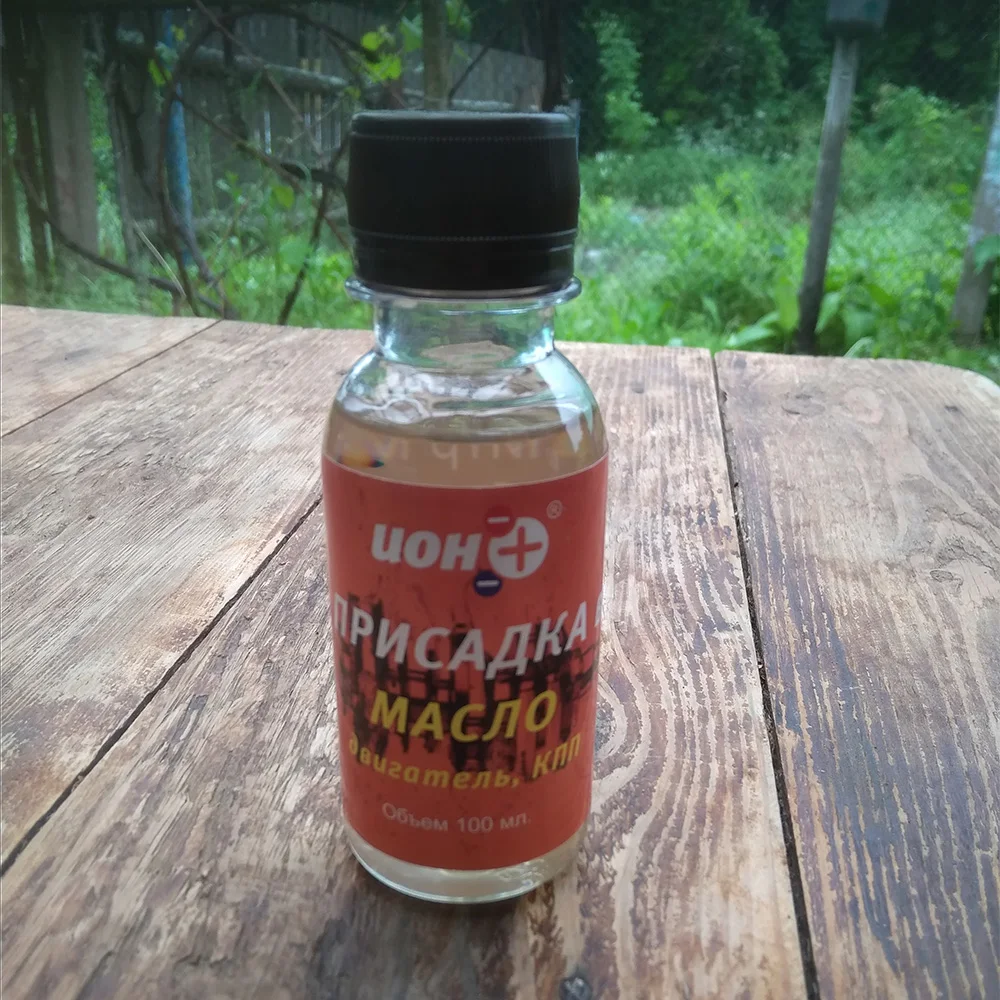 ион
ПРИСАДКА в
МАСЛО
двигатель, КПП
Объем 100 мл.